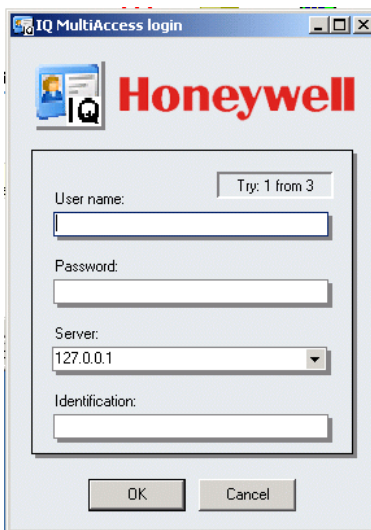 IQ MultiAccess login
IQ
Honeywell
Try: 1 from 3
User name:
Password:
Server:
127.0.0.1
Identification:
OK
Cancel